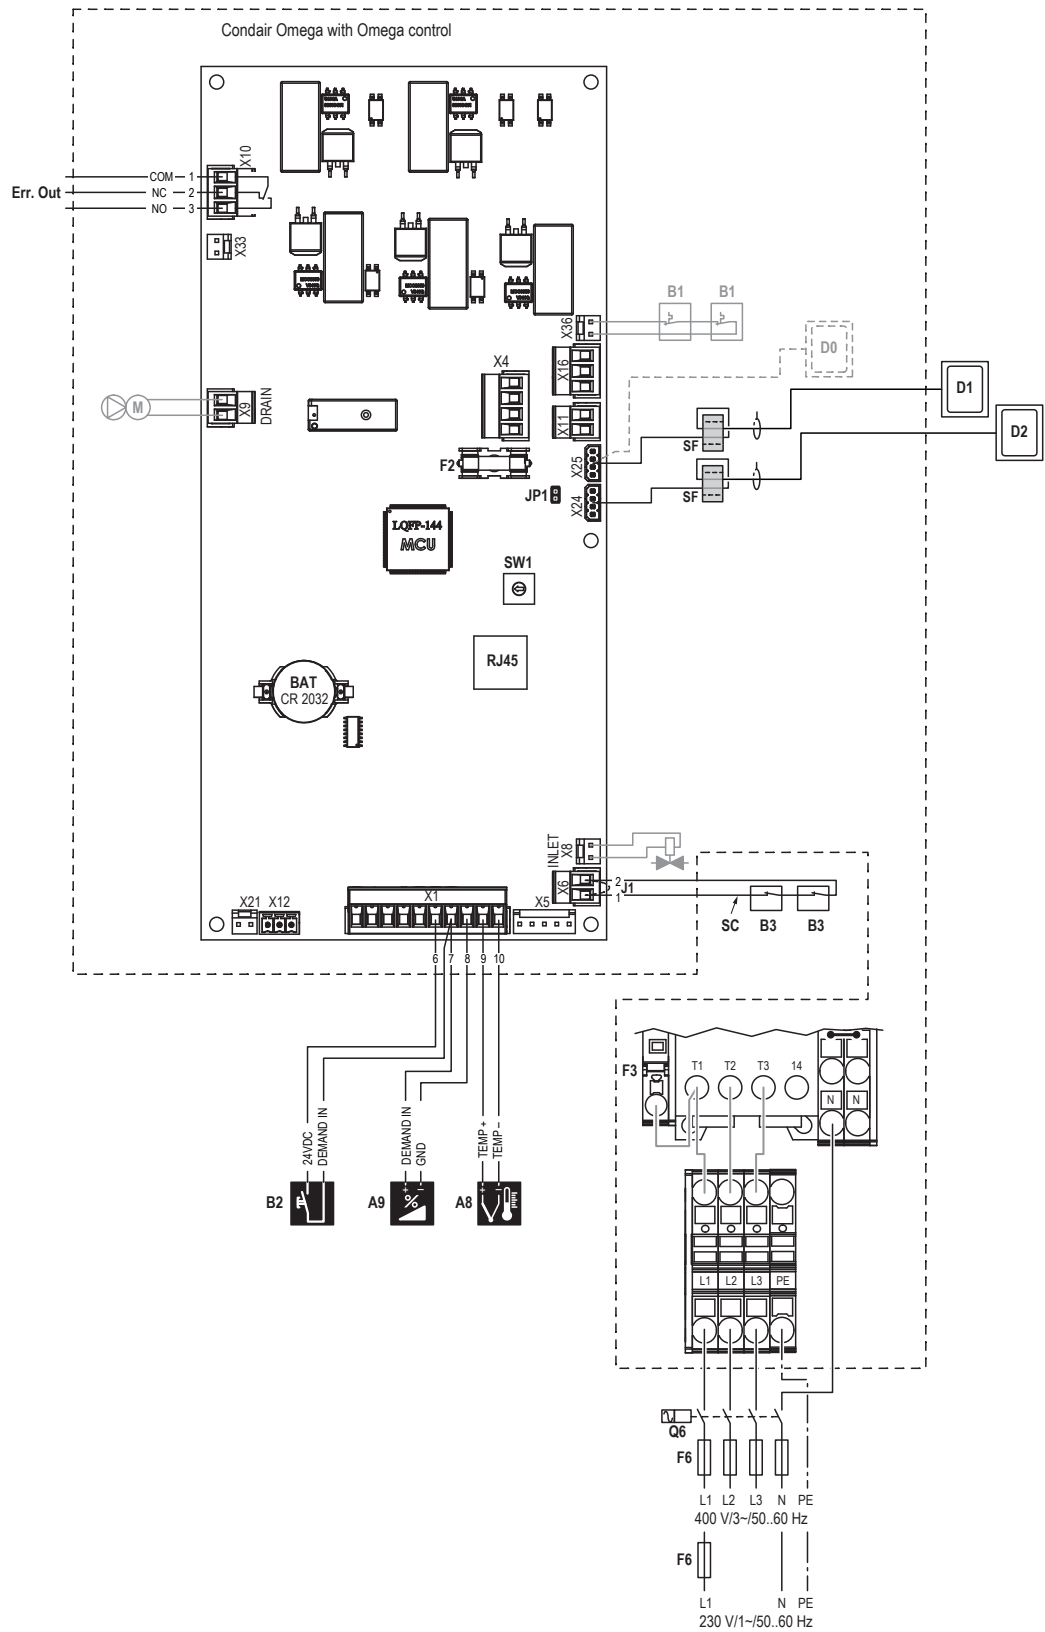 Condair Omega with Omega control
X10
COM 1
Err. Out NC 2
NO 3
X33
X36
B1 B1
D0
X4
X16
D1
M
X9
DRAIN
X11
D2
SF
F2
X25
JP1
X24
SF
LQFP-144
MCU
SW1
RJ45
BAT
CR 2032
INLET
X8
X6
2
J1
1
X21 X12
X1
X5
SC B3 B3
6 7 8 9 10
F3
T1 T2 T3 14
N N
24VDC
DEMAND IN
DEMAND IN
GND
TEMP +
TEMP –
B2
A9
+ –
%
A8
+ –
L1 L2 L3 PE
Q6
F6
L1 L2 L3 N PE
400 V/3~/50..60 Hz
F6
L1 N PE
230 V/1~/50..60 Hz